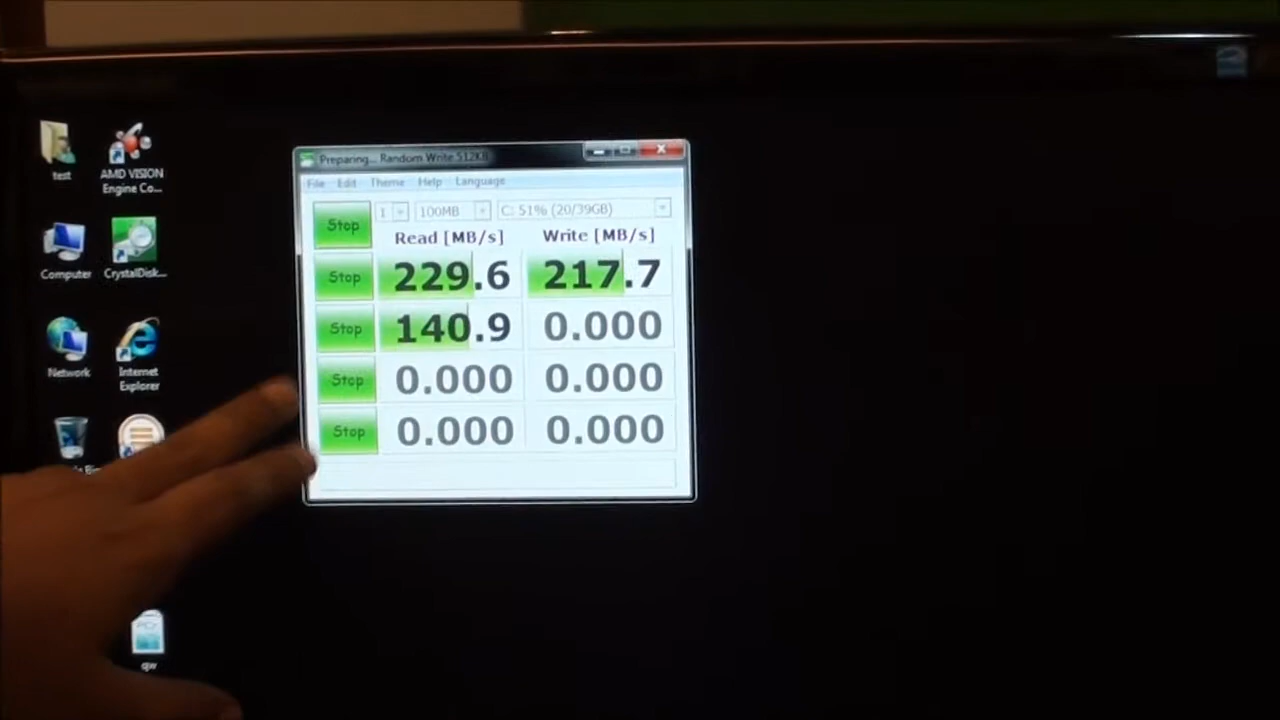 test
AMD VISION
Engine Co...
Computer
CrystalDisk...
Network
Internet
Explorer
qw
Preparing... Random Write 512KB
File Edit Theme Help Language
Stop 1 100MB C: 51% (20/39GB)
Read [MB/s] Write [MB/s]
Stop 229.6 217.7
Stop 140.9 0.000
Stop 0.000 0.000
Stop 0.000 0.000